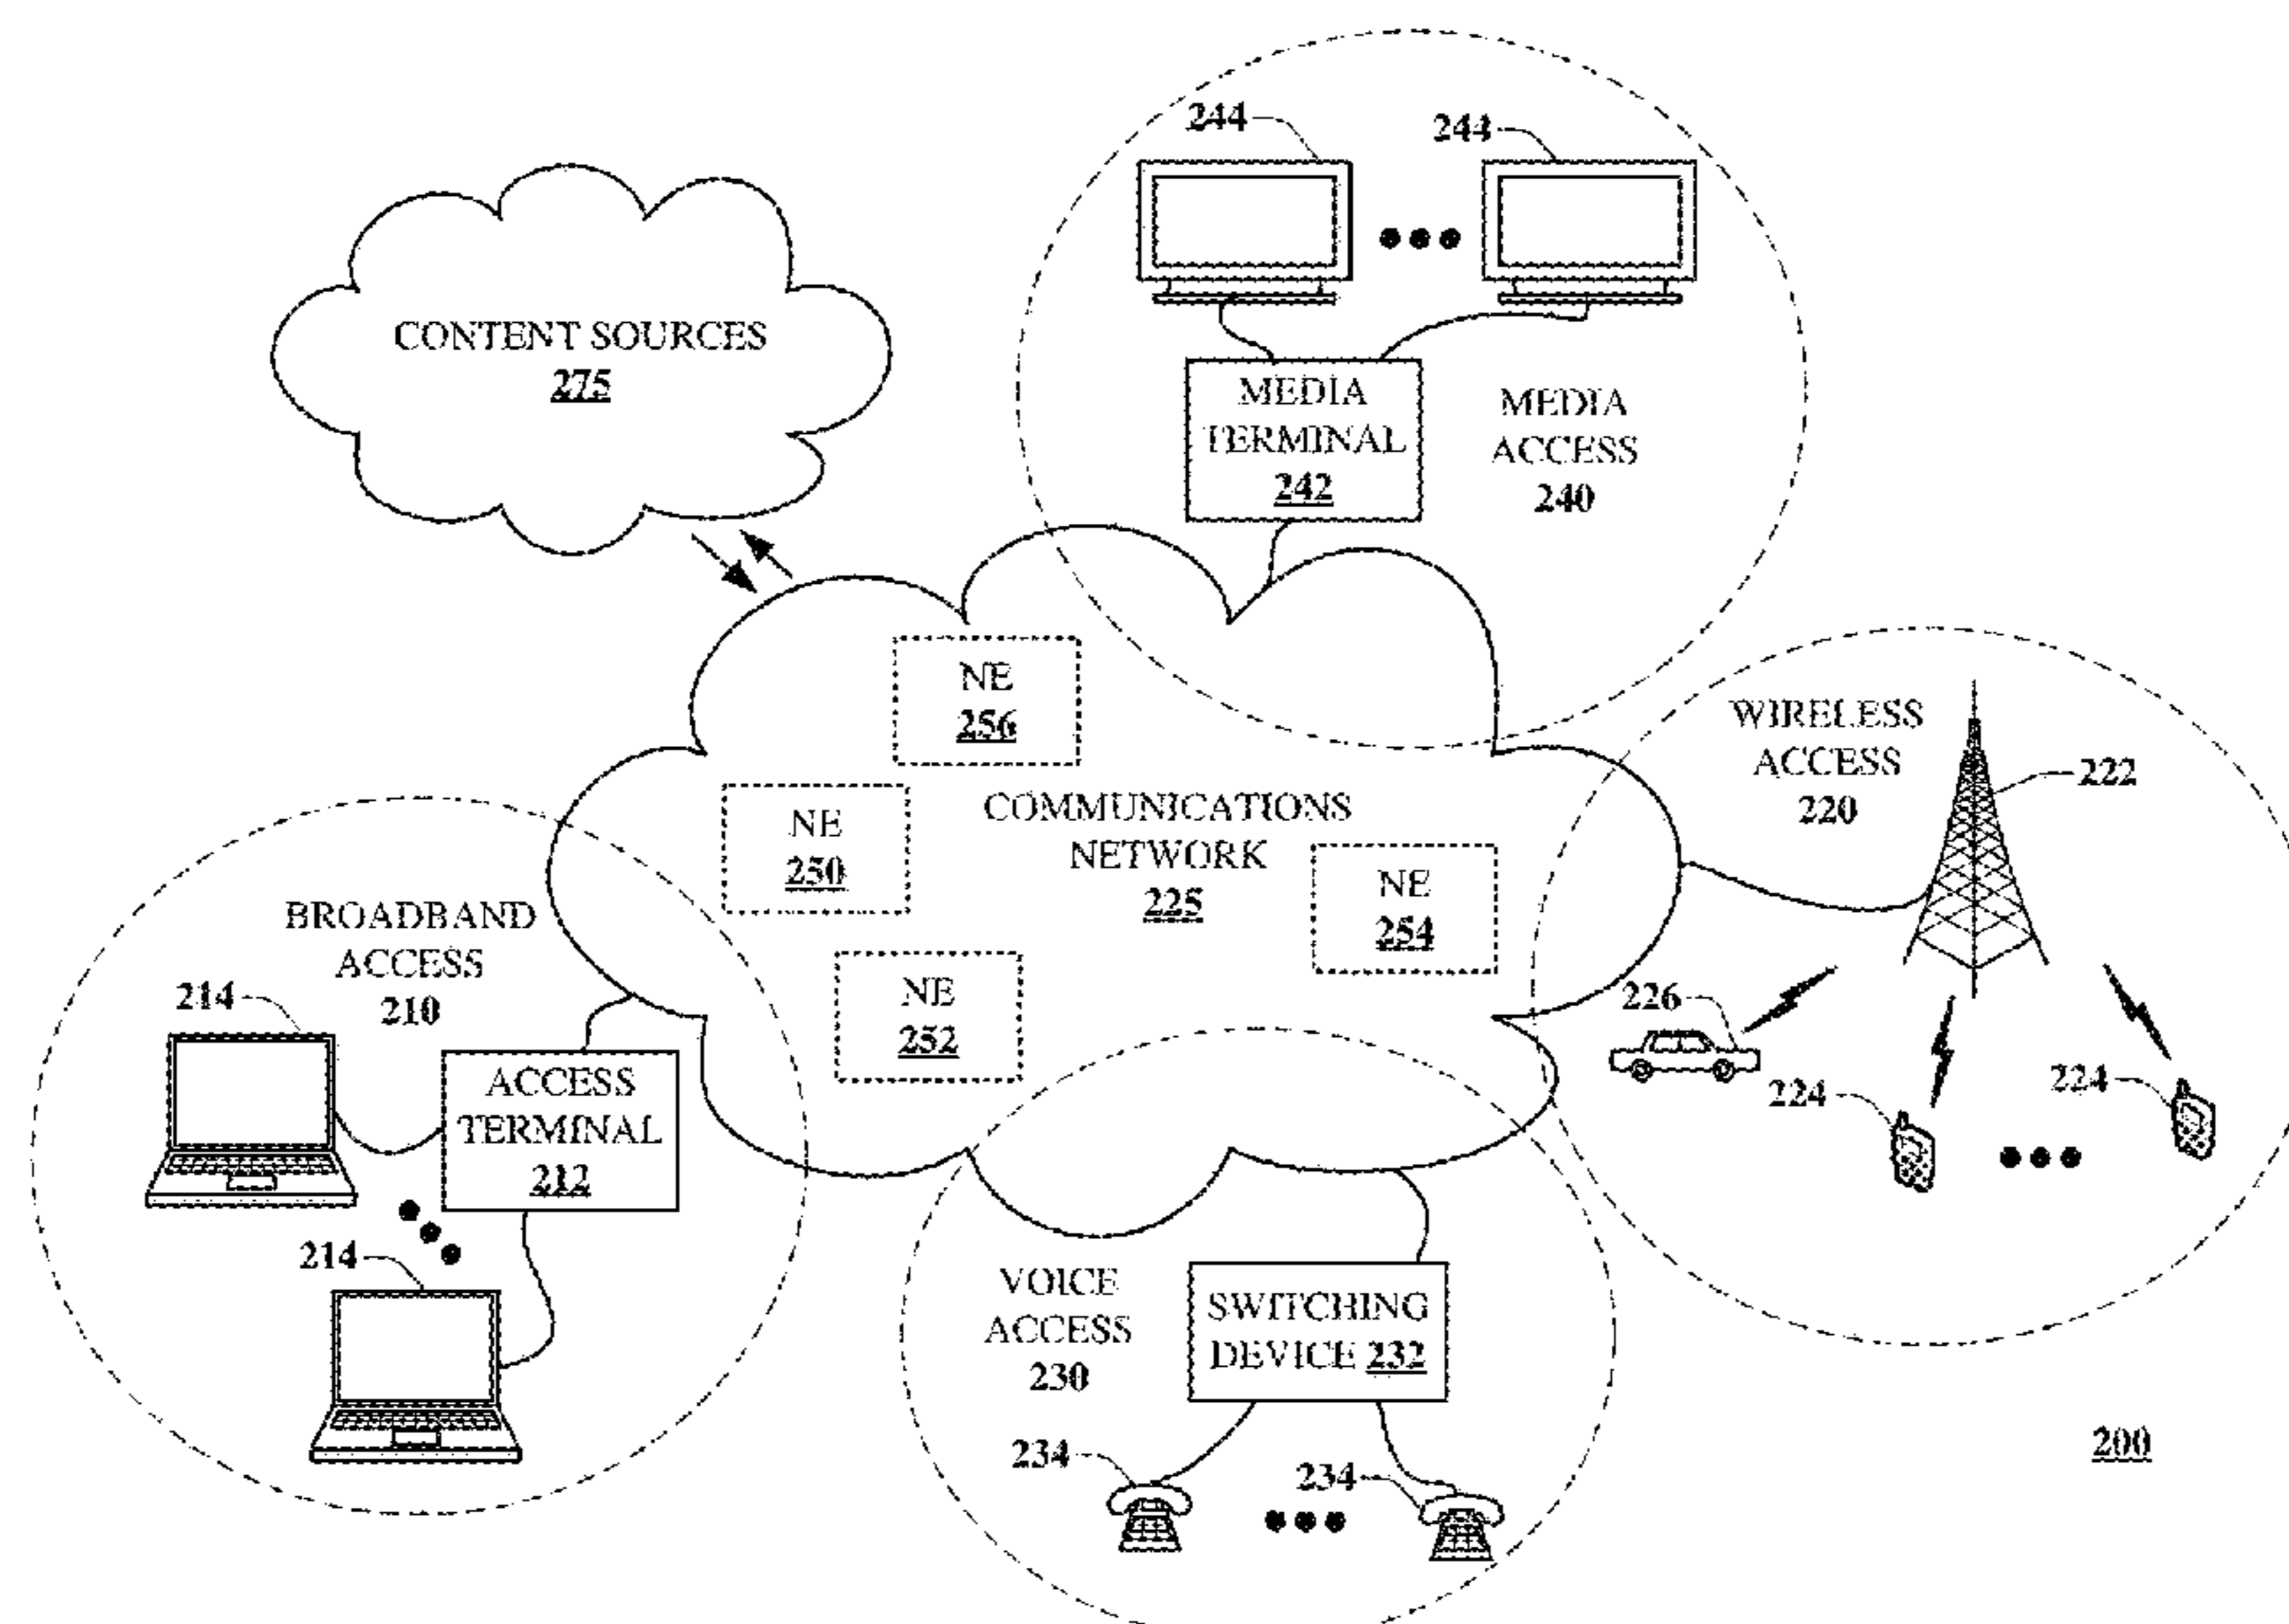 244
244
CONTENT SOURCES
275
MEDIA
TERMINAL
242
MEDIA
ACCESS
240
NE
256
WIRELESS
ACCESS
220
222
NE
250
COMMUNICATIONS
NETWORK
225
NE
254
BROADBAND
ACCESS
210
214
NE
252
226
224
224
ACCESS
TERMINAL
212
214
VOICE
ACCESS
230
SWITCHING
DEVICE 232
234
234
200